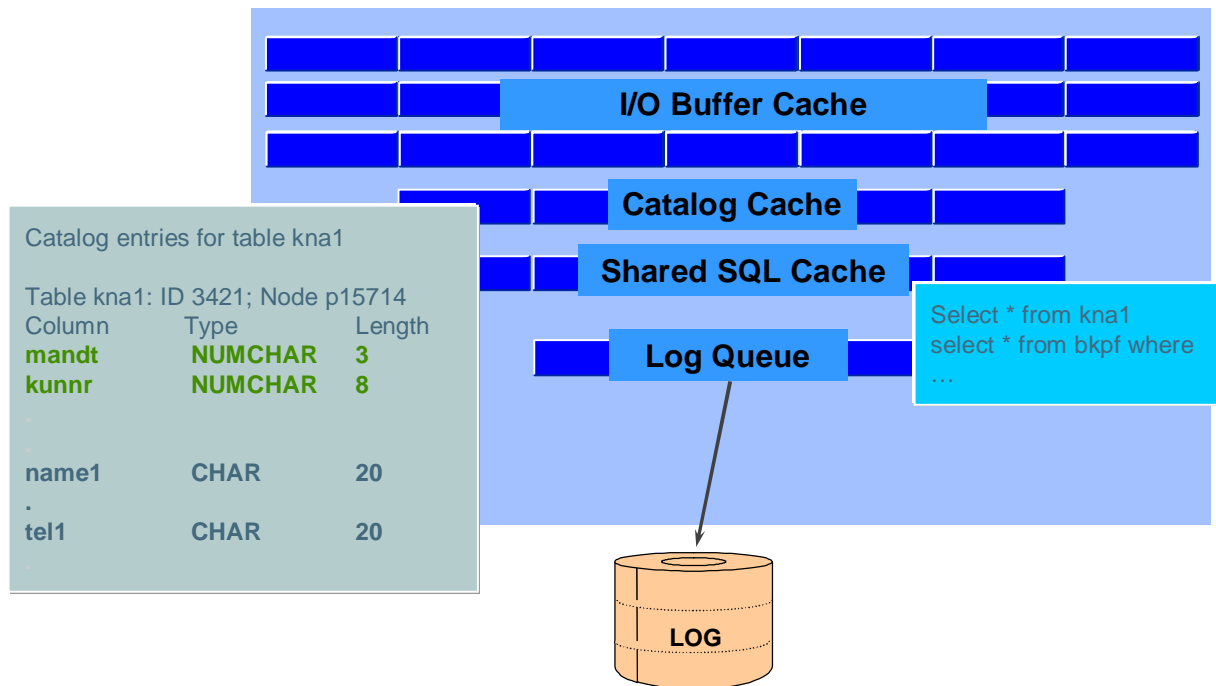 I/O Buffer Cache
Catalog Cache
Shared SQL Cache
Log Queue
Catalog entries for table kna1
Table kna1: ID 3421; Node p15714
Column Type Length
mandt NUMCHAR 3
kunnr NUMCHAR 8
.
.
name1 CHAR 20
.
tel1 CHAR 20
.
Select * from kna1
select * from bkpf where
…
LOG